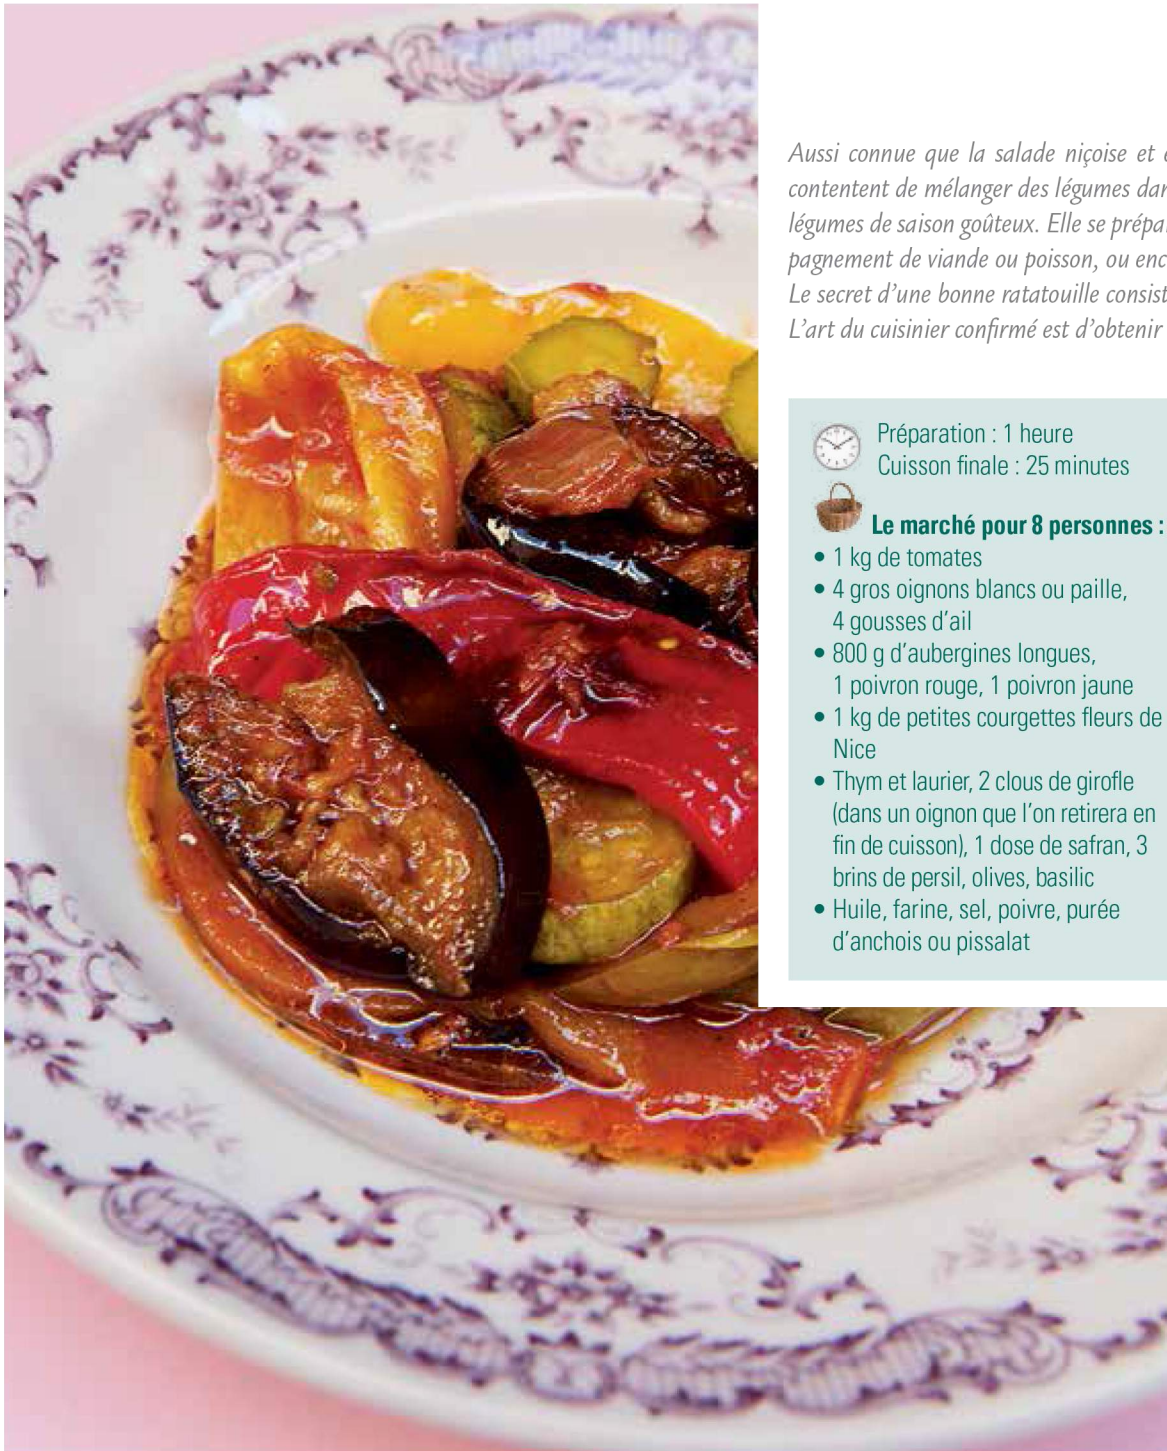 Aussi connue que la salade niçoise et
contentent de mélanger des légumes
légumes de saison goûteux. Elle se
pagnement de viande ou poisson, ou
Le secret d’une bonne ratatouille
L’art du cuisinier confirmé est d’obtenir
Préparation : 1 heure
Cuisson finale : 25 minutes
Le marché pour 8 personnes :
• 1 kg de tomates
• 4 gros oignons blancs ou paille,
4 gousses d’ail
• 800 g d’aubergines longues,
1 poivron rouge, 1 poivron jaune
• 1 kg de petites courgettes fleurs de
Nice
• Thym et laurier, 2 clous de girofle
(dans un oignon que l’on retirera en
fin de cuisson), 1 dose de safran, 3
brins de persil, olives, basilic
• Huile, farine, sel, poivre, purée
d’anchois ou pissalat